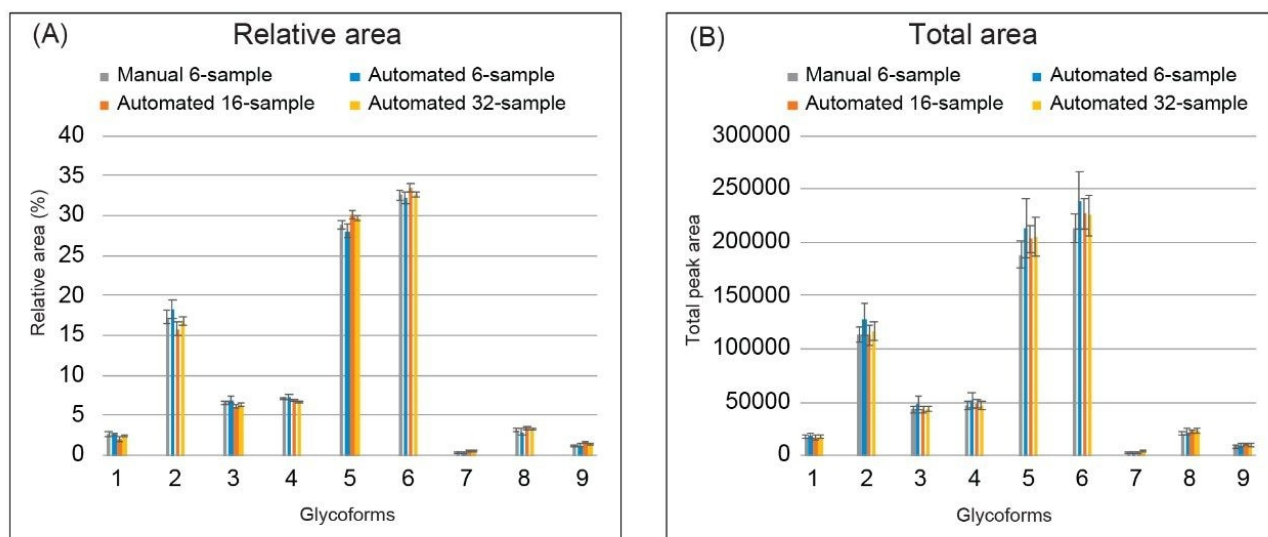 (A) Relative area
Manual 6-sample Automated 6-sample
Automated 16-sample Automated 32-sample
40
35
30
25
20
15
10
5
0
Relative area (%)
1 2 3 4 5 6 7 8 9
Glycoforms
(B) Total area
Manual 6-sample Automated 6-sample
Automated 16-sample Automated 32-sample
300000
250000
200000
150000
100000
50000
0
Total peak area
1 2 3 4 5 6 7 8 9
Glycoforms